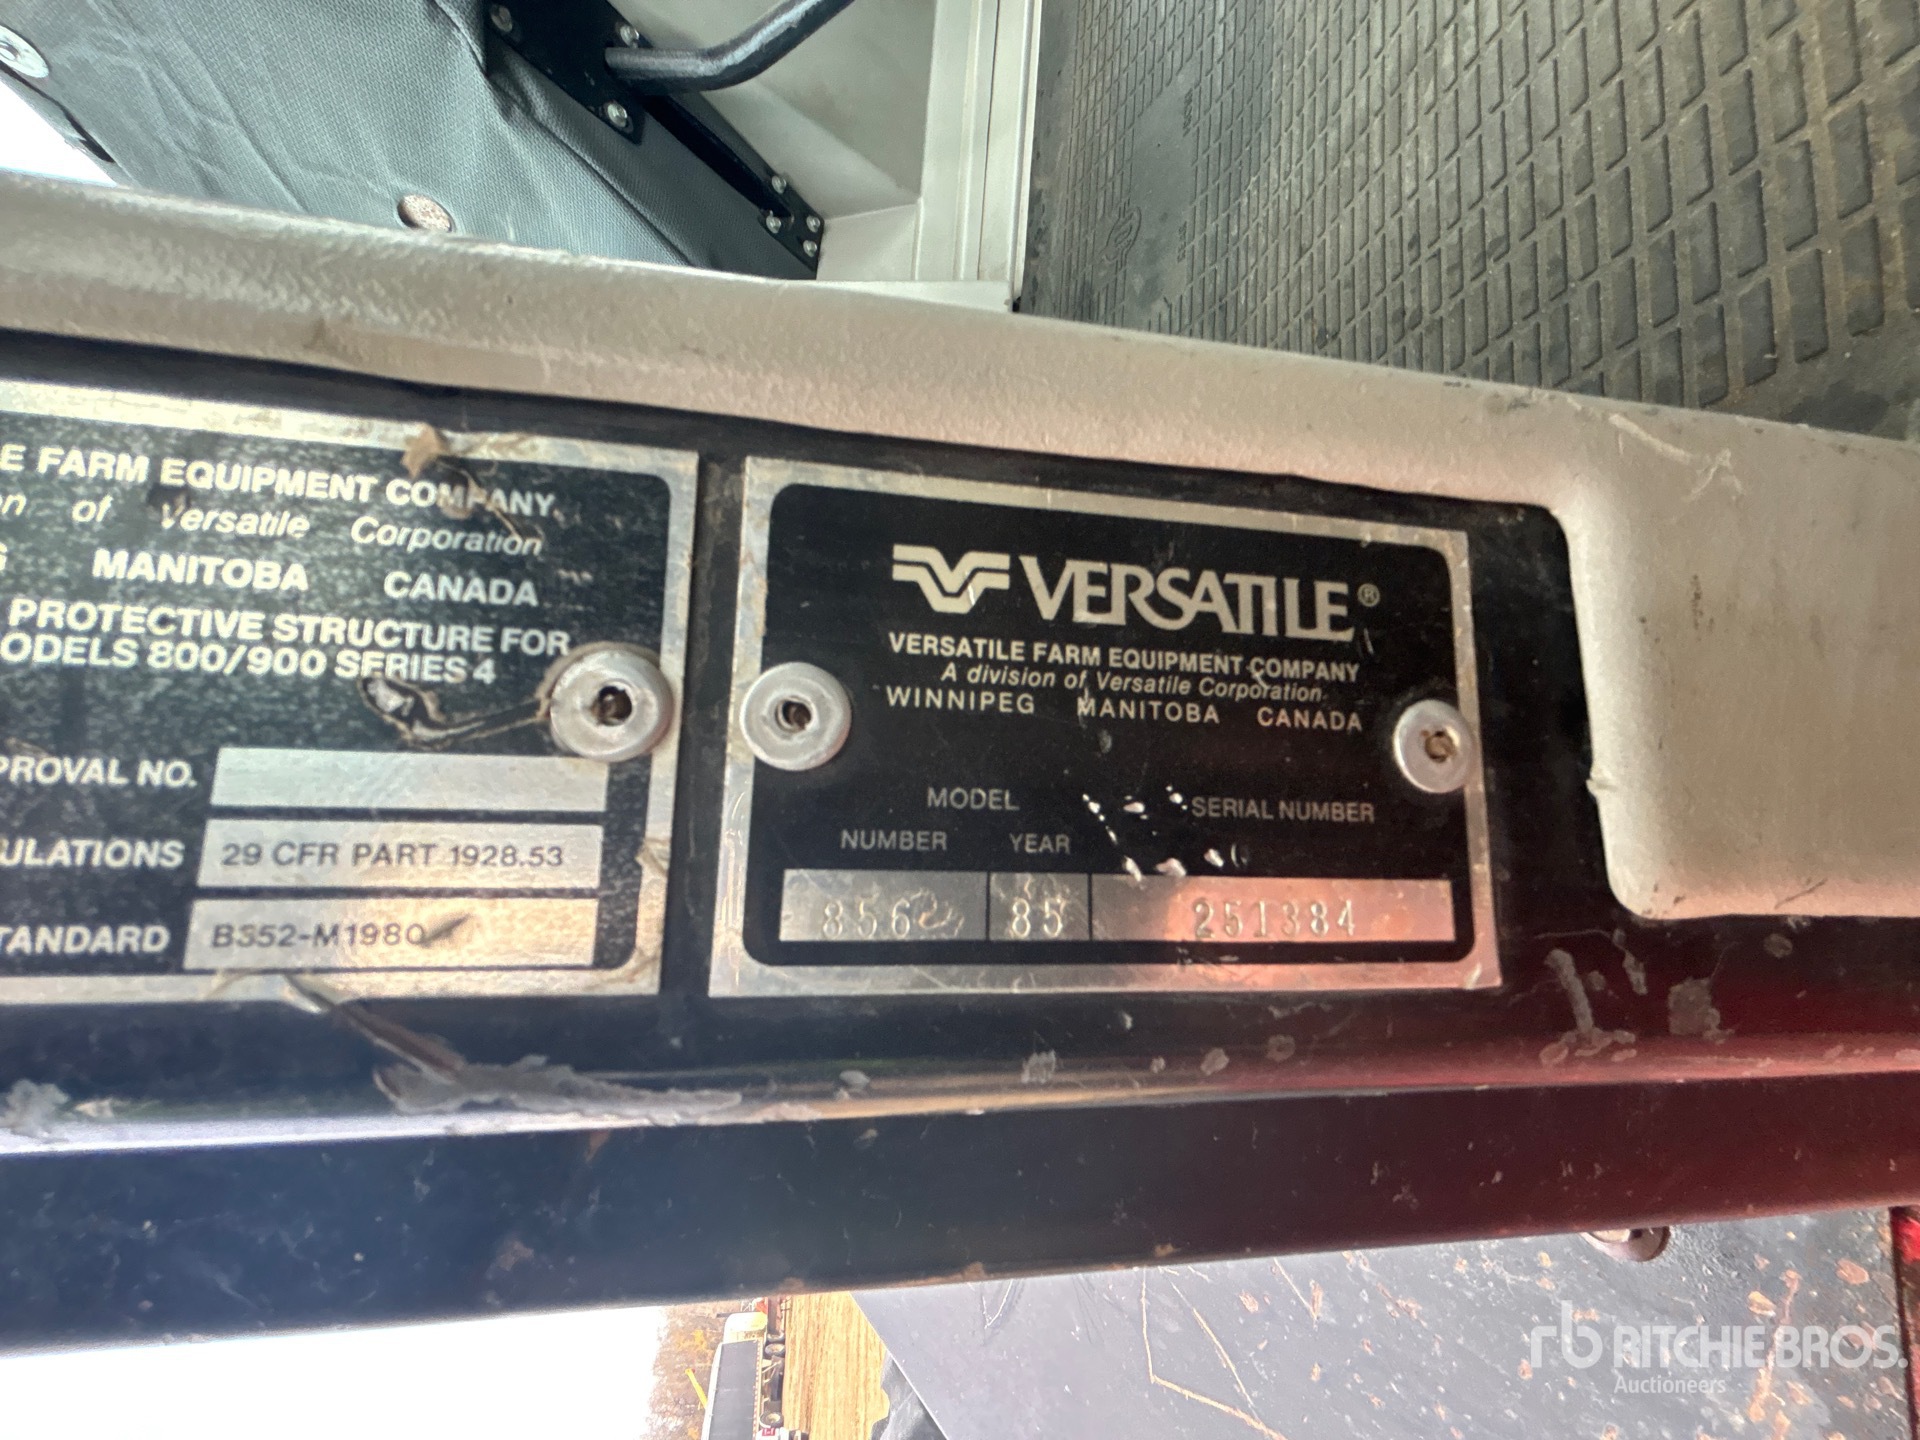 E FARM EQUIPMENT COMPANY
on of Versatile Corporation
G MANITOBA CANADA
PROTECTIVE STRUCTURE FOR
ODELS 800/900 SERIES 4
PROVAL NO.
ULATIONS 29 CFR PART 1928.53
TANDARD B352-M1980
VERSATILE®
VERSATILE FARM EQUIPMENT COMPANY
A division of Versatile Corporation
WINNIPEG MANITOBA CANADA
MODEL
SERIAL NUMBER
NUMBER YEAR
856 85 251384
rb RITCHIE BROS.
Auctioneers